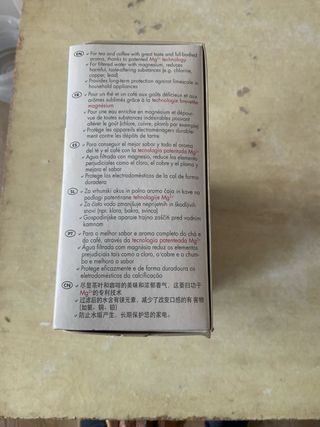 EN • For tea and coffee with great taste and full-bodied
aroma, thanks to patented Mg²⁺ technology
• For filtered water with magnesium, reduces
harmful, taste-altering substances (e.g. chlorine,
copper, lead)
• Provides long-term protection against limescale in
household appliances
FR • Pour un thé et un café aux goûts délicieux et aux
arômes sublimés grâce à la technologie brevetée
magnésium
• Pour une eau enrichie en magnésium et dépour-
vue de toutes substances indésirables pouvant
altérer le goût (chlore, cuivre, plomb par exemple)
• Protège les appareils électroménagers durable-
ment contre les dépôts de tartre
ES • Para conseguir el mejor sabor y todo el aroma
del té y el café con la tecnología patentada Mg²⁺
• Agua filtrada con magnesio, reduce los elementos
perjudiciales como el cloro, el cobre y el plomo y
mejora el sabor
• Protege los electrodomésticos de la cal de forma
duradera
SL • Za vrhunski okus in polno aromo čaja in kave na
podlagi patentirane tehnologije Mg²⁺
• Za čisto vodo zmanjšuje neprijetnih in škodljivih
snovi (npr. klora, bakra, svinca)
• Gospodinjske aparate trajno zaščiti pred vodnim
kamnom
PT • Para o melhor sabor e aroma completo do chá e
do café, através da tecnologia patenteada Mg²⁺
• Água filtrada com magnésio reduz os elementos
prejudiciais tais como o cloro, o cobre e o chum-
bo e melhora o sabor
• Protege eficazmente e de forma duradoura os
eletrodomésticos da calcificação
CN • 尽显茶叶和咖啡的美味和浓郁香气，这要归功于
Mg²⁺的专利技术
• 过滤后的水含有镁元素，减少了改变口感的有害物
(如氯、铜、铅)
• 防止水垢产生，长期保护您的家电。